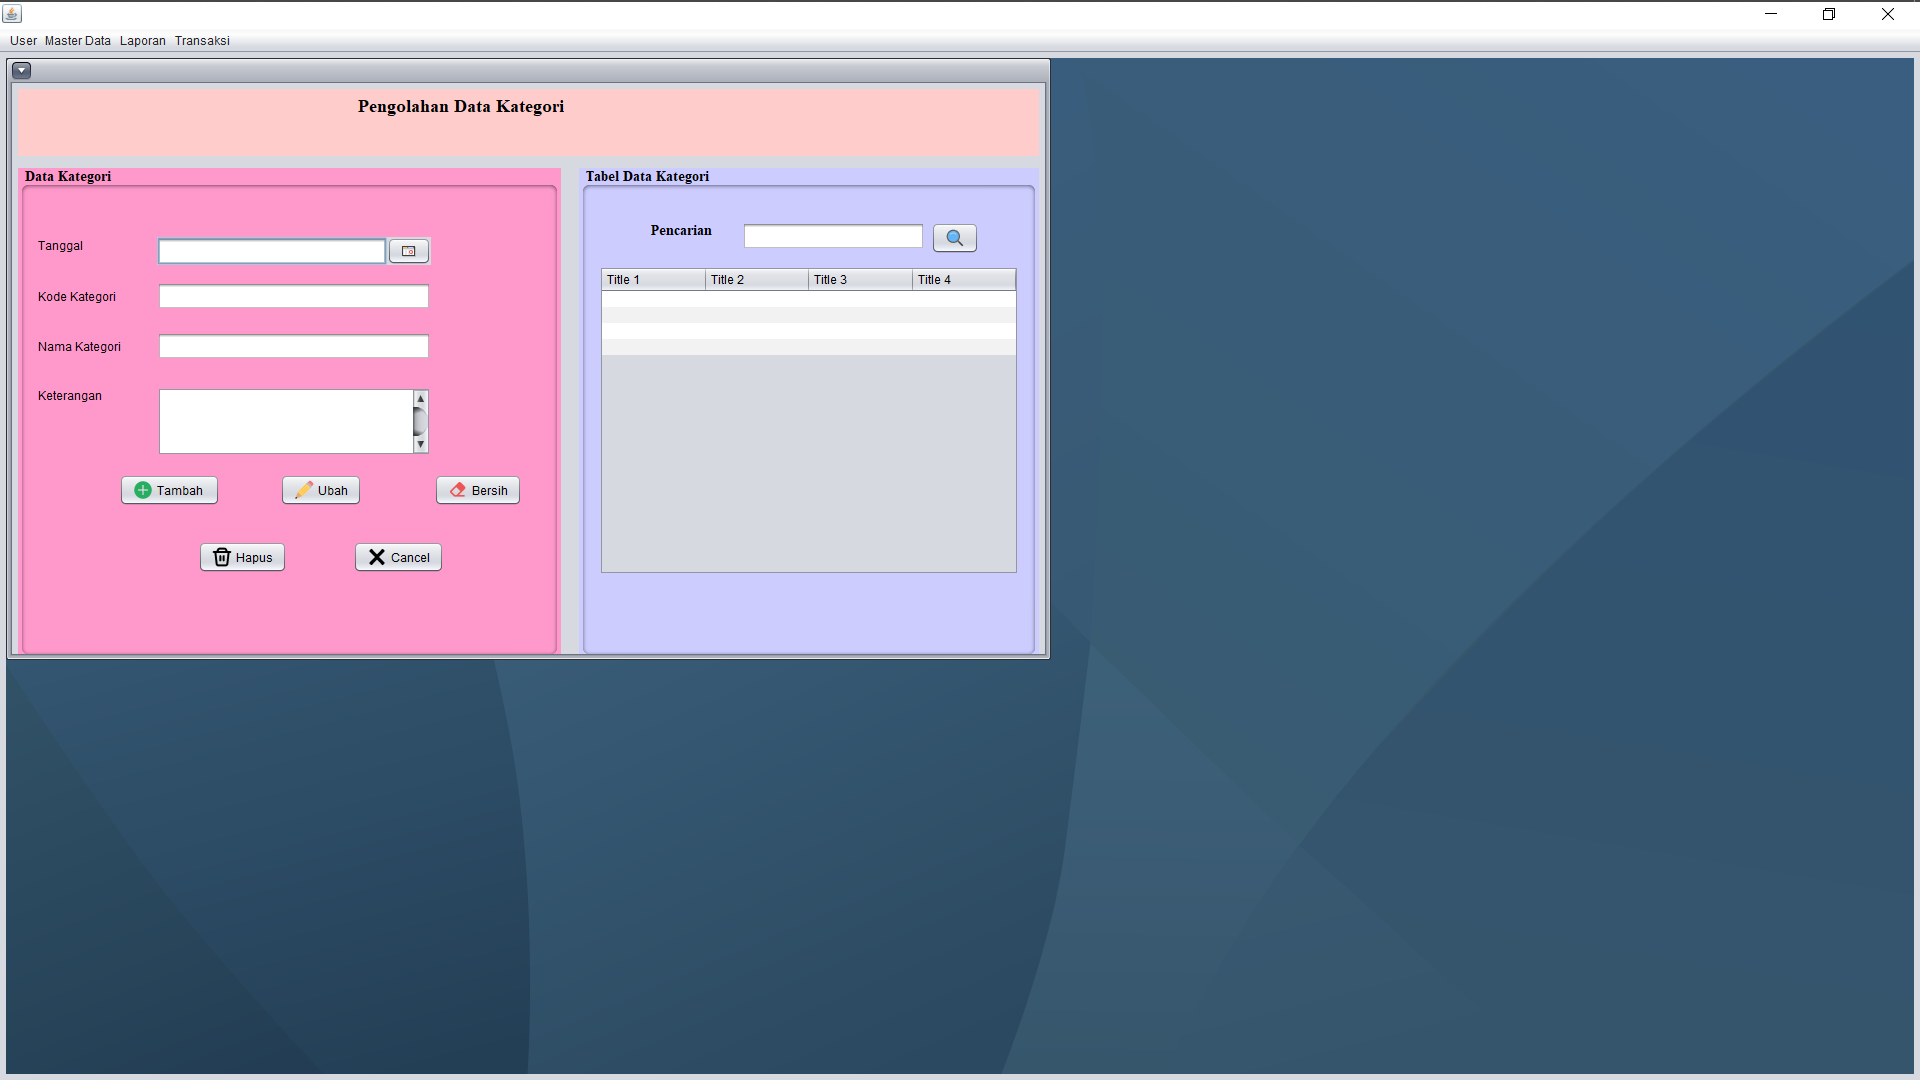 User Master Data Laporan Transaksi
Pengolahan Data Kategori
Data Kategori
Tanggal
Kode Kategori
Nama Kategori
Keterangan
Tambah Ubah Bersih
Hapus Cancel
Tabel Data Kategori
Pencarian
Title 1 Title 2 Title 3 Title 4